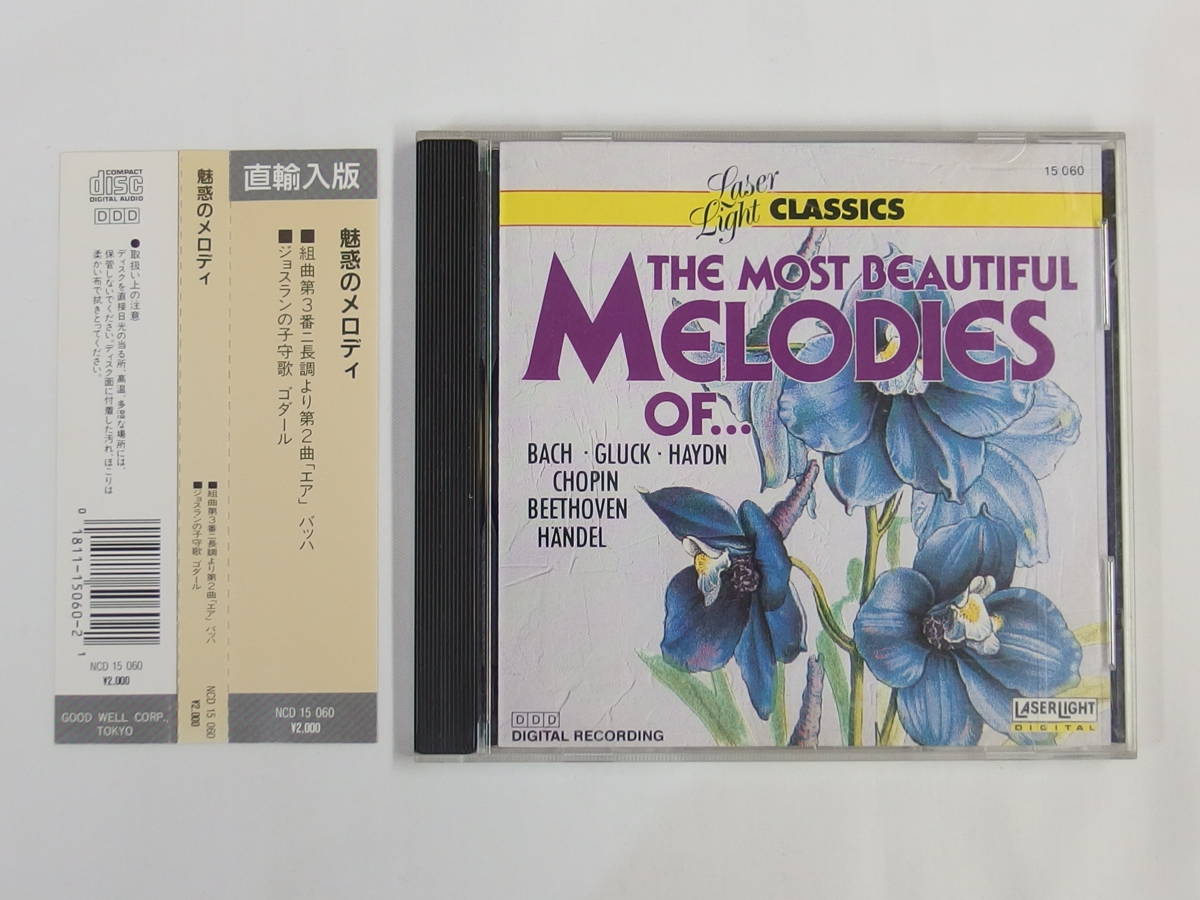 COMPACT
disc
DIGITAL AUDIO
DDD
●取扱い上の注意
ディスクを直接日光の当る所、高温、多湿な場所には、
保管しないでください。ディスク面に付着した汚れ、ほこりは
柔かい布で拭きとってください。
0
18111-15060-2
1
NCD 15 060
¥2,000
GOOD WELL CORP.,
TOKYO
魅惑のメロディ
■組曲第3番ニ長調より第2曲「エア」 バッハ
■ジョスランの子守歌 ゴダール
NCD 15 060
¥2,000
直輸入版
魅惑のメロディ
■組曲第3番ニ長調より第2曲「エア」 バッハ
■ジョスランの子守歌 ゴダール
NCD 15 060
¥2,000
15 060
Laser
Light CLASSICS
THE MOST BEAUTIFUL
MELODIES
OF...
BACH · GLUCK · HAYDN
CHOPIN
BEETHOVEN
HÄNDEL
DDD
DIGITAL RECORDING
LASERLIGHT
DIGITAL